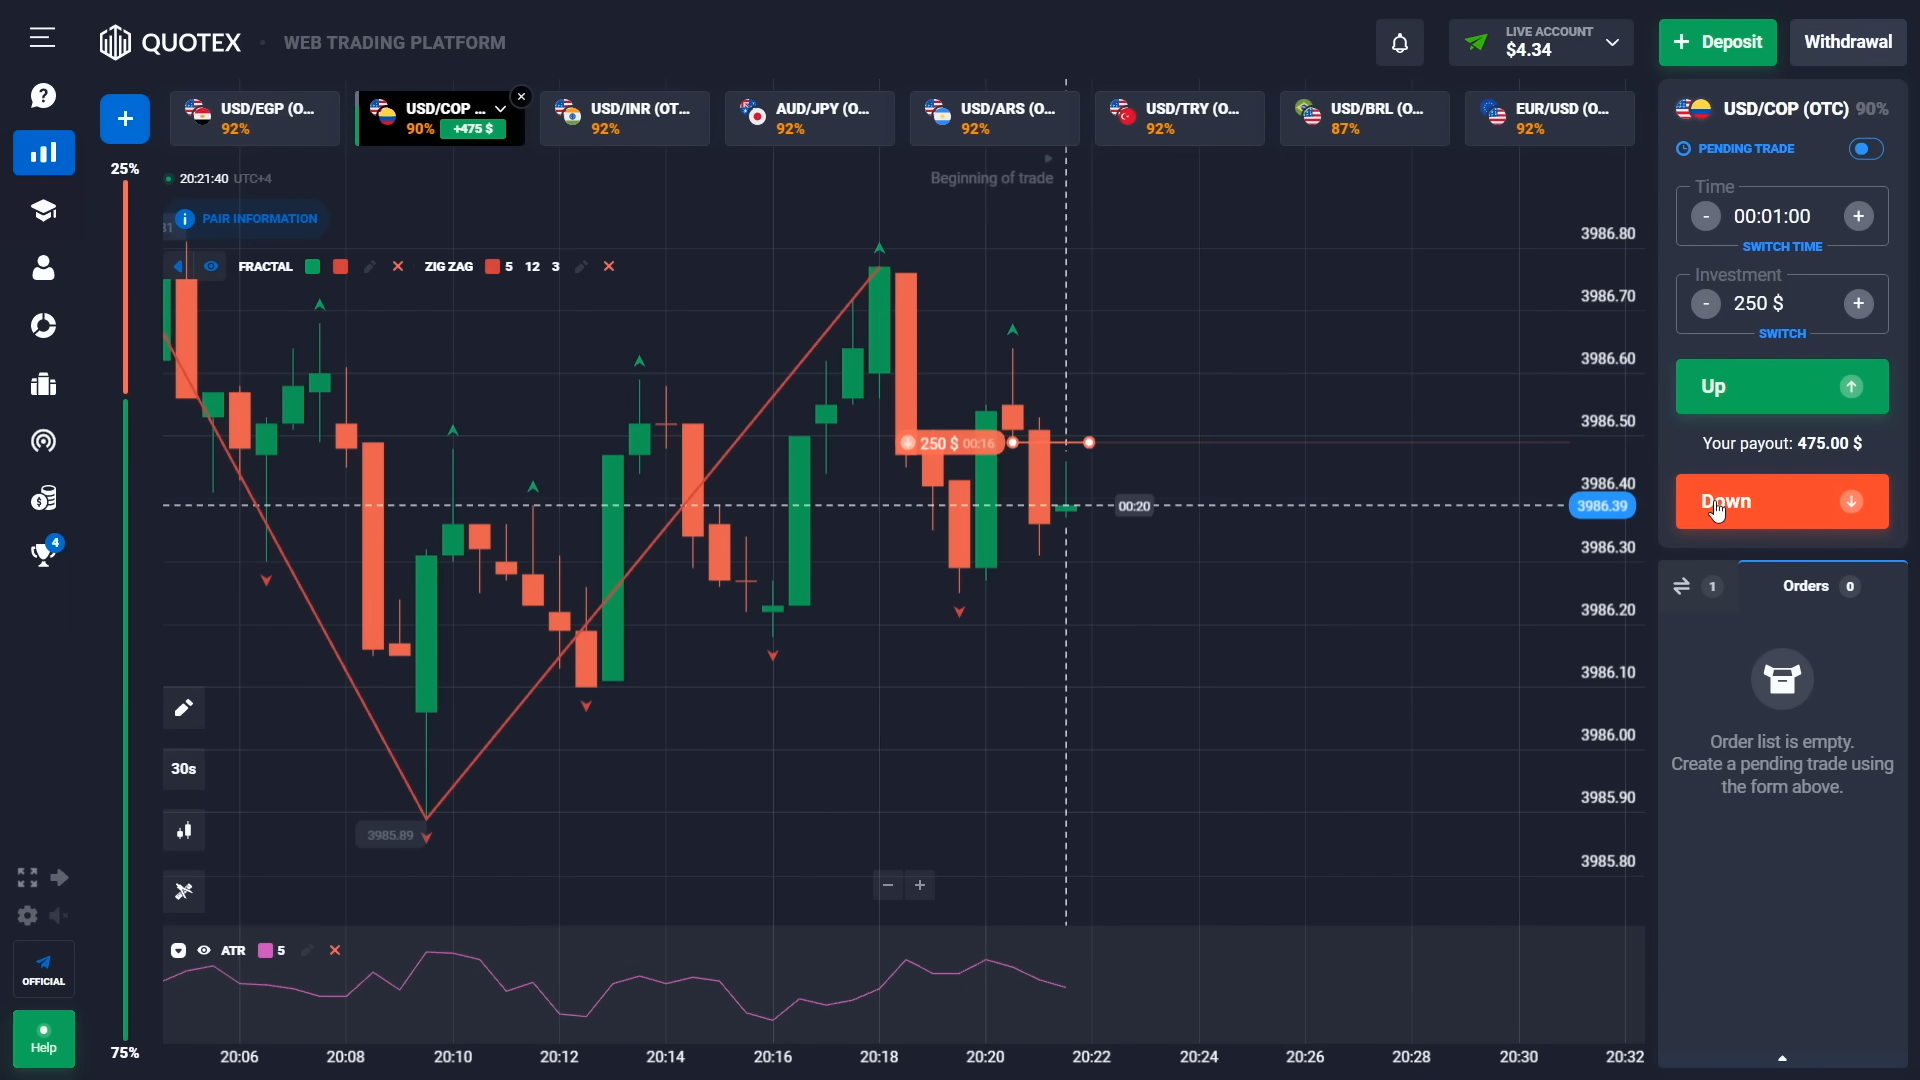 QUOTEX
WEB TRADING PLATFORM
LIVE ACCOUNT
$4.34
+ Deposit
Withdrawal
USD/EGP (O...
92%
USD/COP ...
90% +475 $
USD/INR (OT...
92%
AUD/JPY (O...
92%
USD/ARS (O...
92%
USD/TRY (O...
92%
USD/BRL (O...
87%
EUR/USD (O...
92%
25%
20:21:40 UTC+4
Beginning of trade
PAIR INFORMATION
FRACTAL
ZIG ZAG 5 12 3
3986.80
3986.70
3986.60
3986.50
3986.40
3986.39
3986.30
3986.20
3986.10
3986.00
3985.90
3985.80
250 $ 00:16
00:20
3985.89
30s
ATR 5
20:06
20:08
20:10
20:12
20:14
20:16
20:18
20:20
20:22
20:24
20:26
20:28
20:30
20:32
75%
4
OFFICIAL
Help
USD/COP (OTC) 90%
PENDING TRADE
Time
- 00:01:00 +
SWITCH TIME
Investment
- 250 $ +
SWITCH
Up
Your payout: 475.00 $
Down
1
Orders 0
Order list is empty.
Create a pending trade using
the form above.